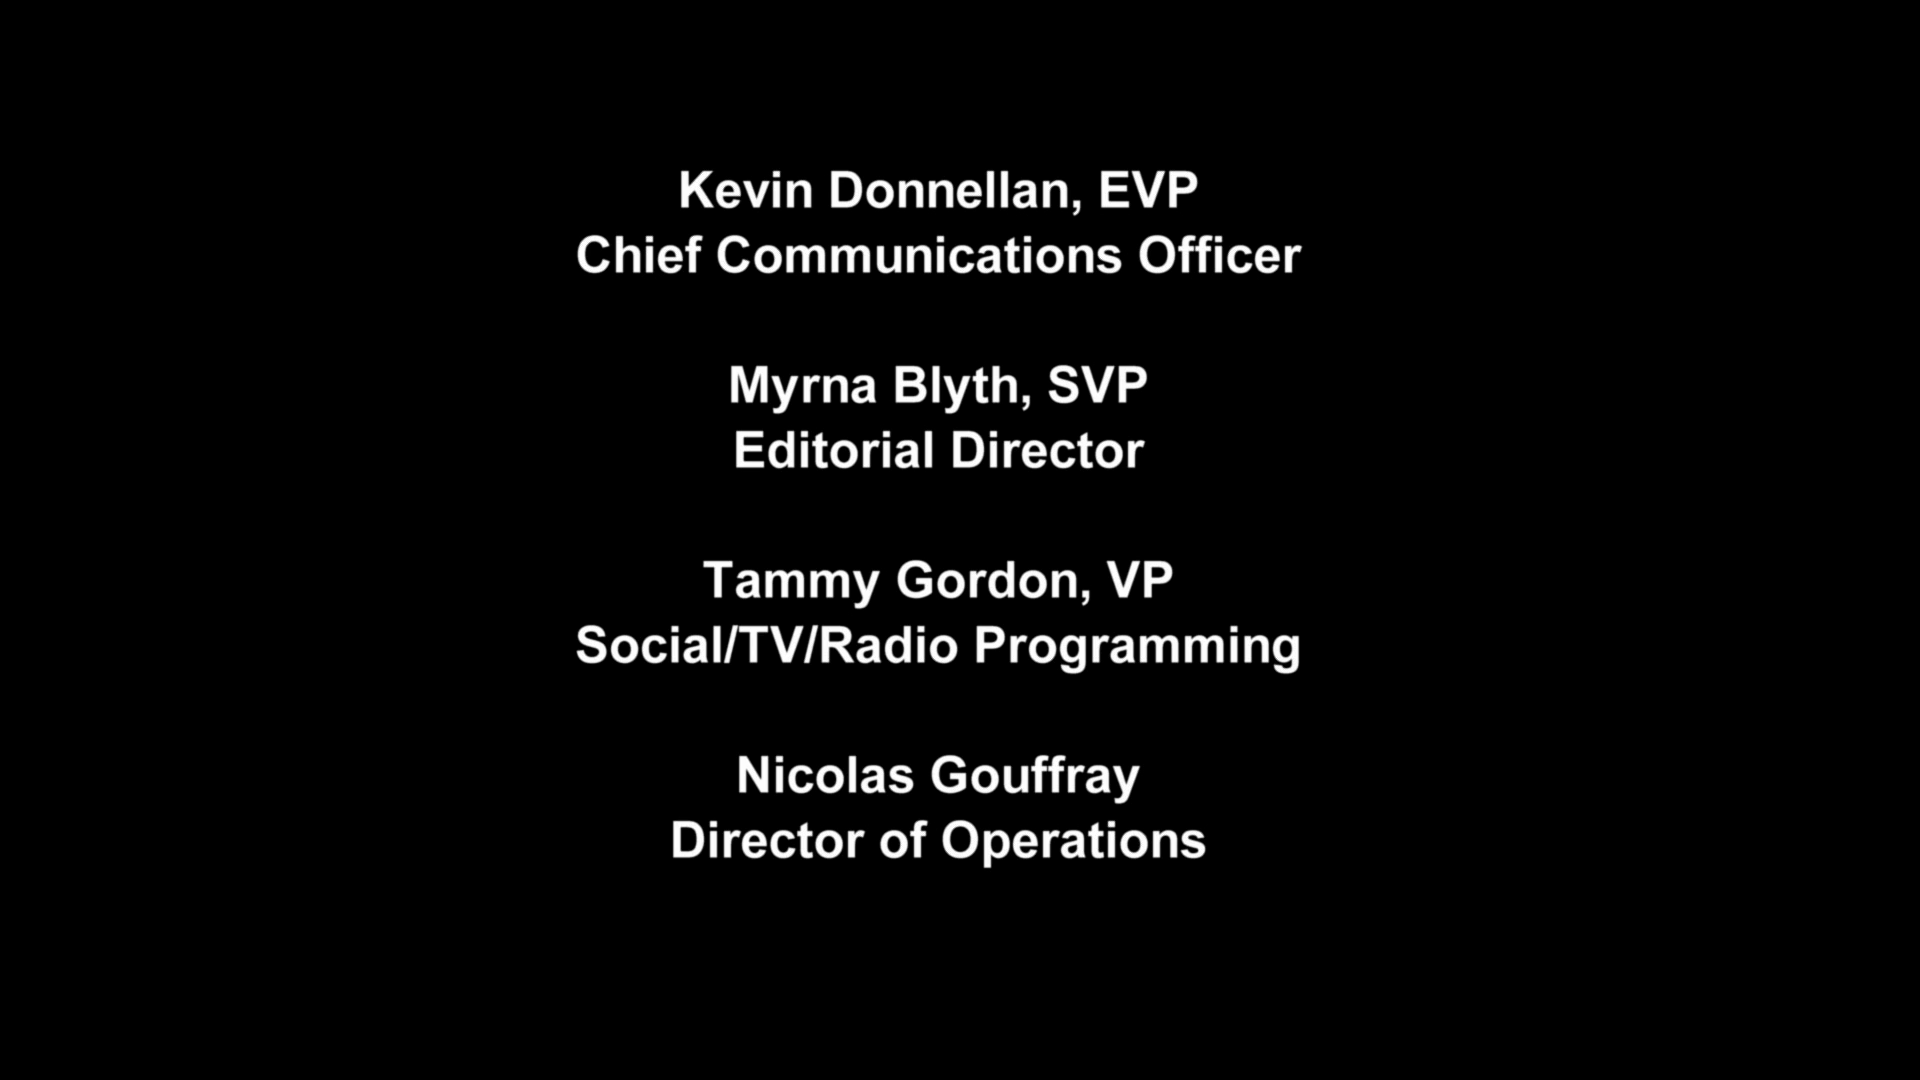 Kevin Donnellan, EVP
Chief Communications Officer
Myrna Blyth, SVP
Editorial Director
Tammy Gordon, VP
Social/TV/Radio Programming
Nicolas Gouffray
Director of Operations